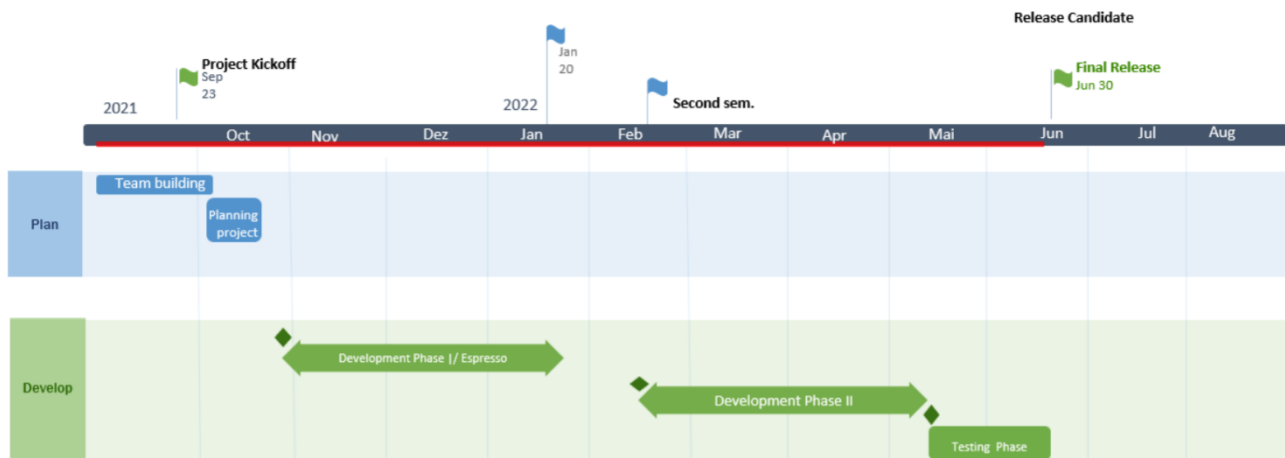 Release Candidate
Project Kickoff
Sep
23
Jan
20
Final Release
Jun 30
Second sem.
2021
2022
Oct Nov Dez Jan Feb Mar Apr Mai Jun Jul Aug
Plan
Team building
Planning
project
Develop
Development Phase |/ Espresso
Development Phase II
Testing Phase